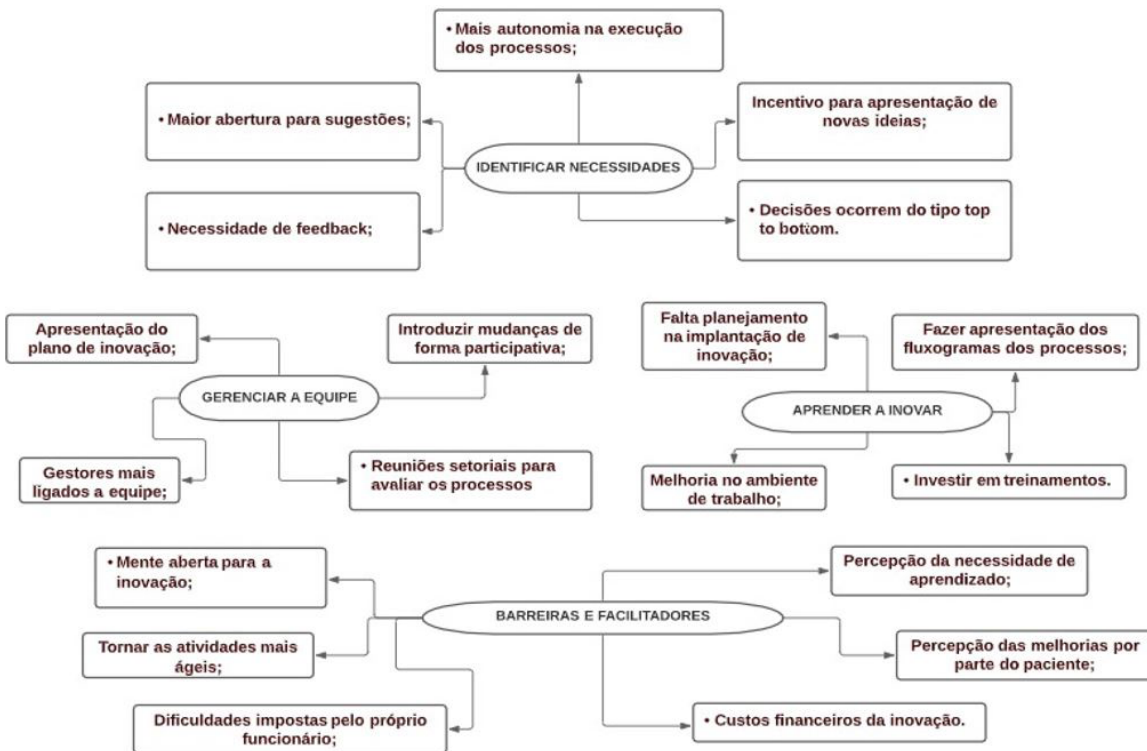 • Mais autonomia na execução
dos processos;
• Maior abertura para sugestões;
Incentivo para apresentação de
novas ideias;
IDENTIFICAR NECESSIDADES
• Necessidade de feedback;
• Decisões ocorrem do tipo top
to bottom.
Apresentação do
plano de inovação;
Introduzir mudanças de
forma participativa;
GERENCIAR A EQUIPE
Gestores mais
ligados a equipe;
• Reuniões setoriais para
avaliar os processos
Falta planejamento
na implantação de
inovação;
Fazer apresentação dos
fluxogramas dos processos;
APRENDER A INOVAR
Melhoria no ambiente
de trabalho;
• Investir em treinamentos.
• Mente aberta para a
inovação;
Percepção da necessidade de
aprendizado;
BARREIRAS E FACILITADORES
Tornar as atividades mais
ágeis;
Percepção das melhorias por
parte do paciente;
Dificuldades impostas pelo próprio
funcionário;
• Custos financeiros da inovação.